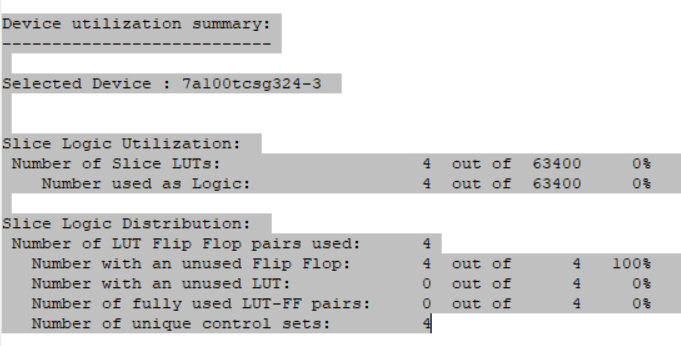 Device utilization summary:
---------------------------
Selected Device : 7a100tcsg324-3
Slice Logic Utilization:
Number of Slice LUTs: 4 out of 63400 0%
Number used as Logic: 4 out of 63400 0%
Slice Logic Distribution:
Number of LUT Flip Flop pairs used: 4
Number with an unused Flip Flop: 4 out of 4 100%
Number with an unused LUT: 0 out of 4 0%
Number of fully used LUT-FF pairs: 0 out of 4 0%
Number of unique control sets: 4